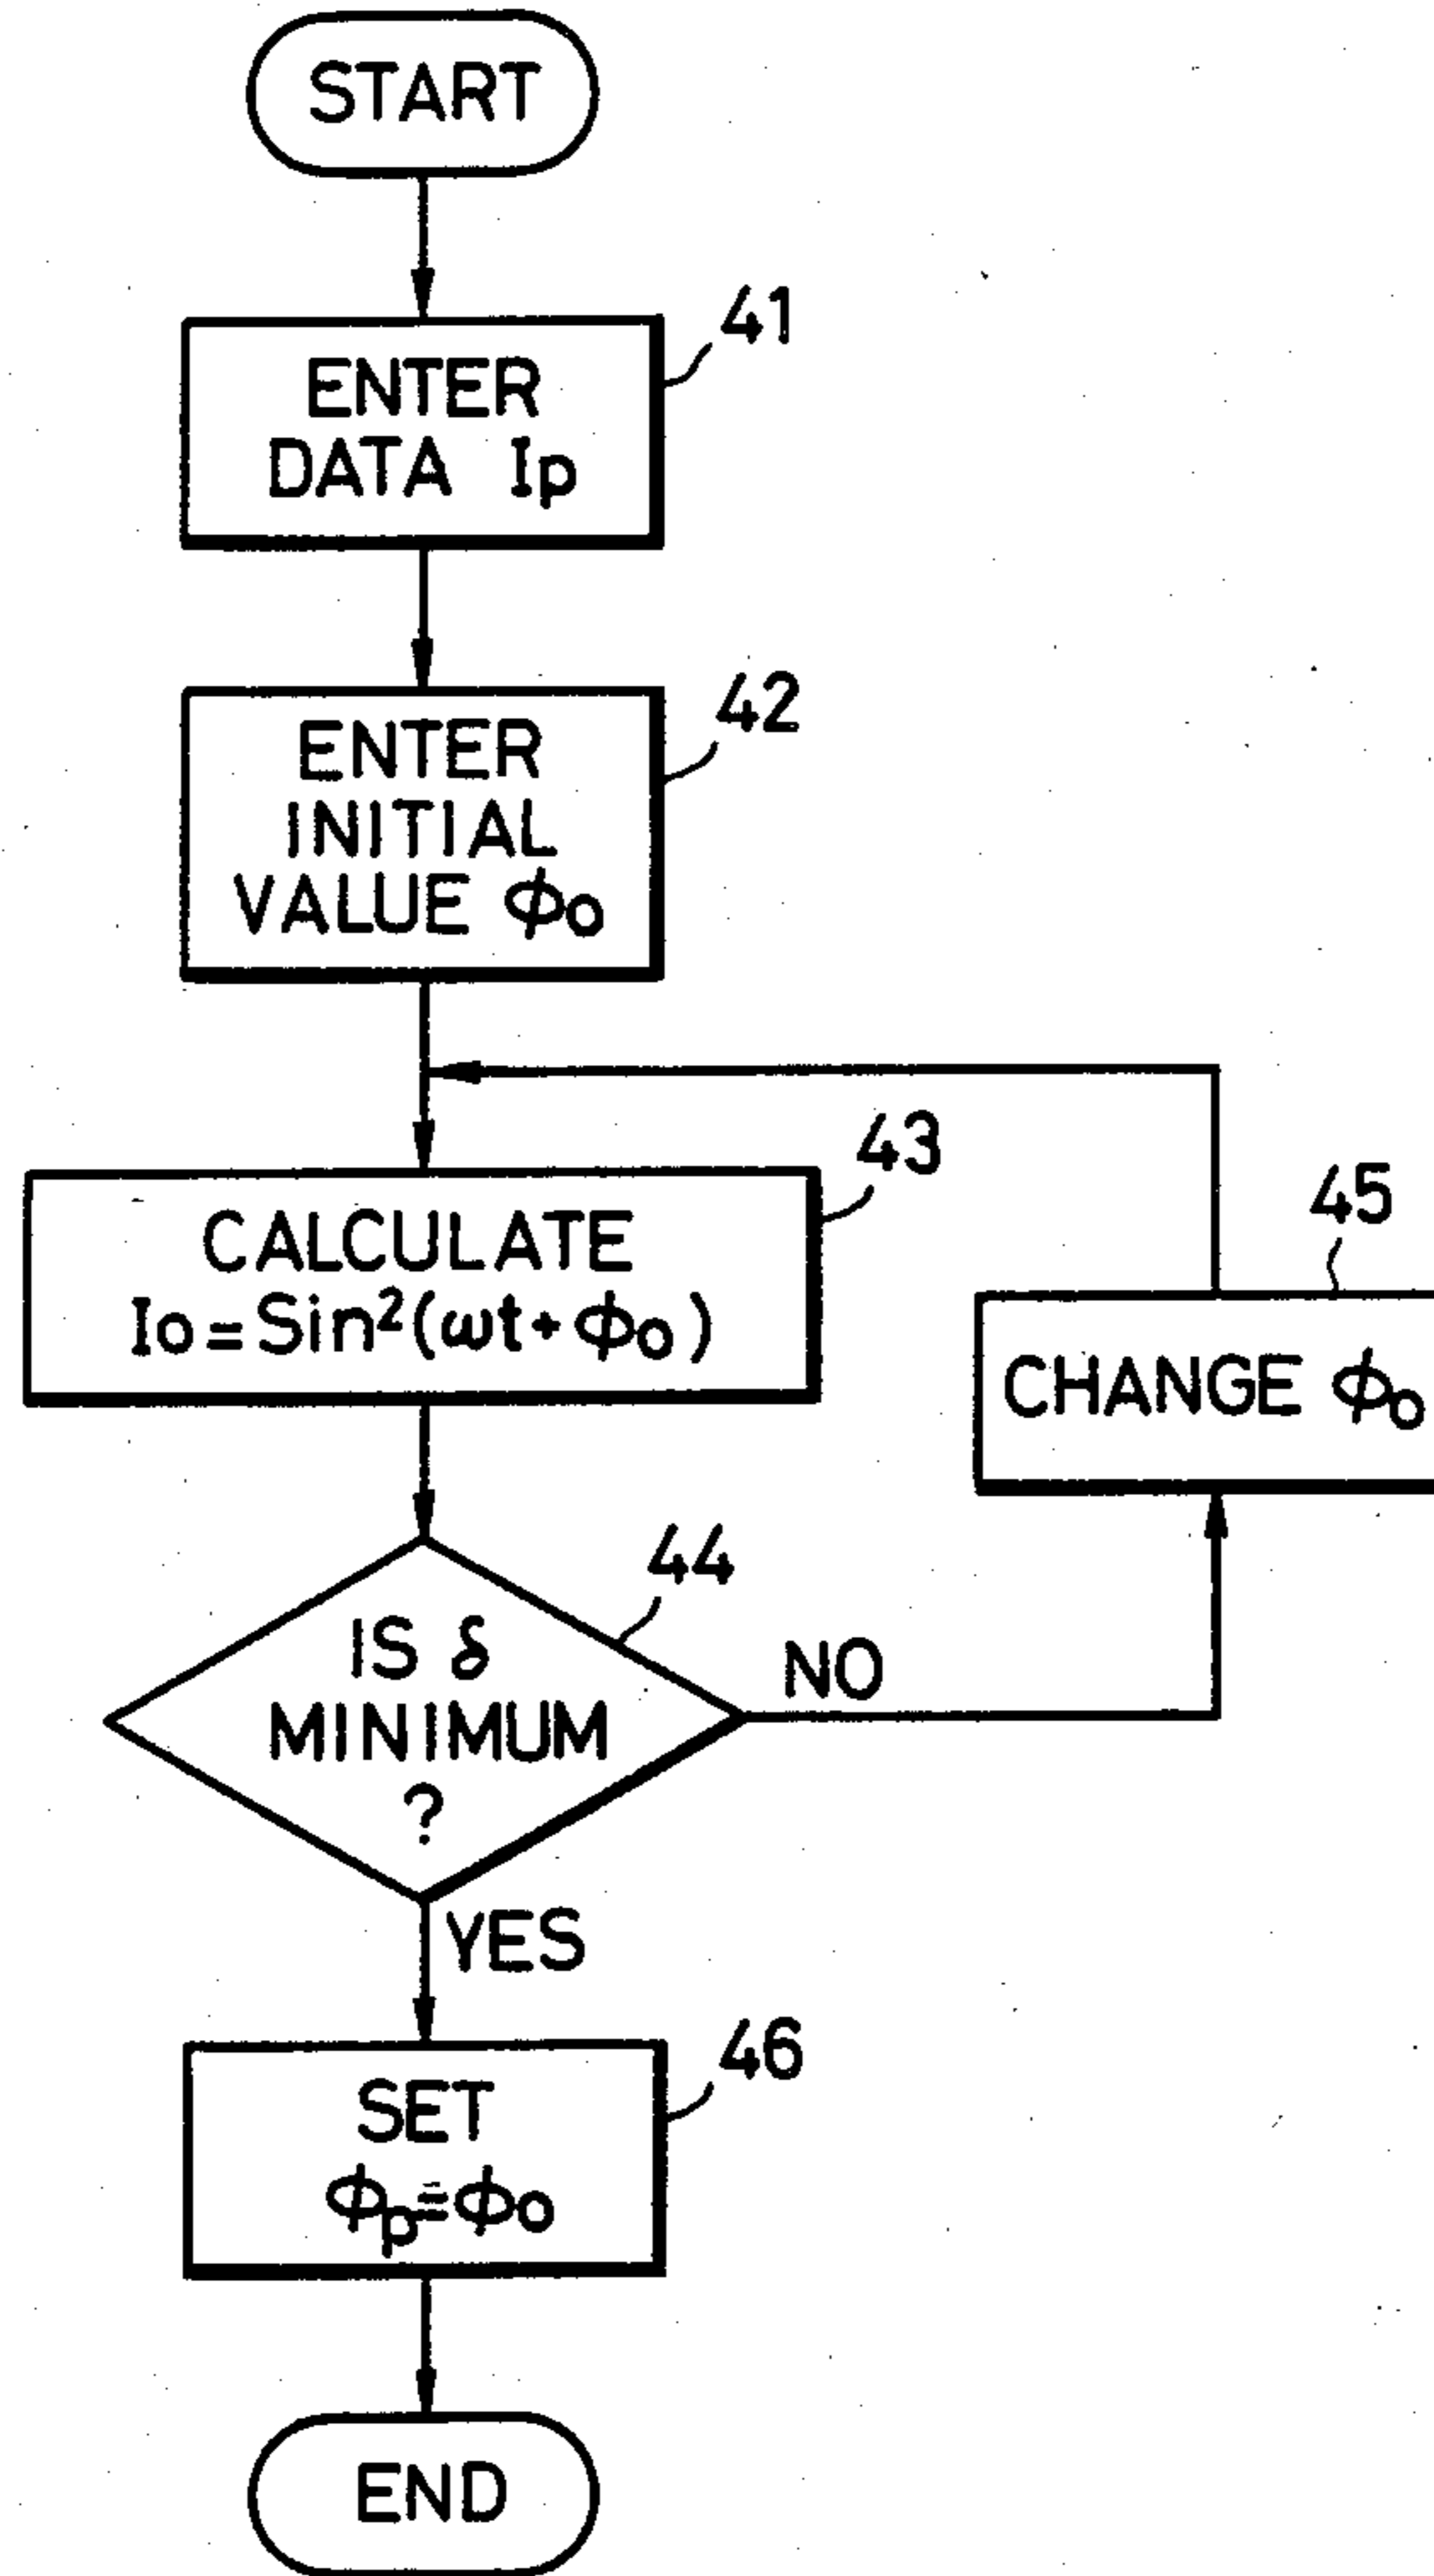 START
41
ENTER
DATA Ip
42
ENTER
INITIAL
VALUE ϕo
43
CALCULATE
Io = Sin²(ωt + ϕo)
45
CHANGE ϕo
44
IS δ
MINIMUM
?
NO
YES
46
SET
ϕp = ϕo
END